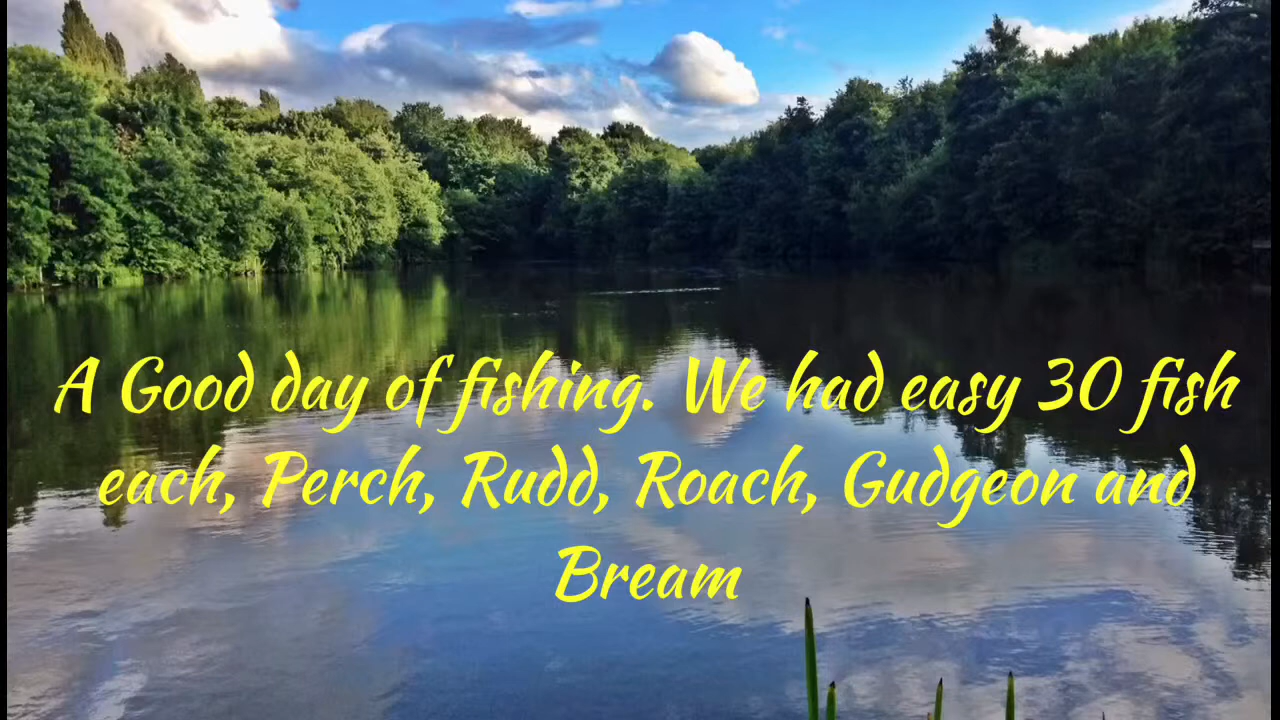 A Good day of fishing. We had easy 30 fish
each, Perch, Rudd, Roach, Gudgeon and
Bream